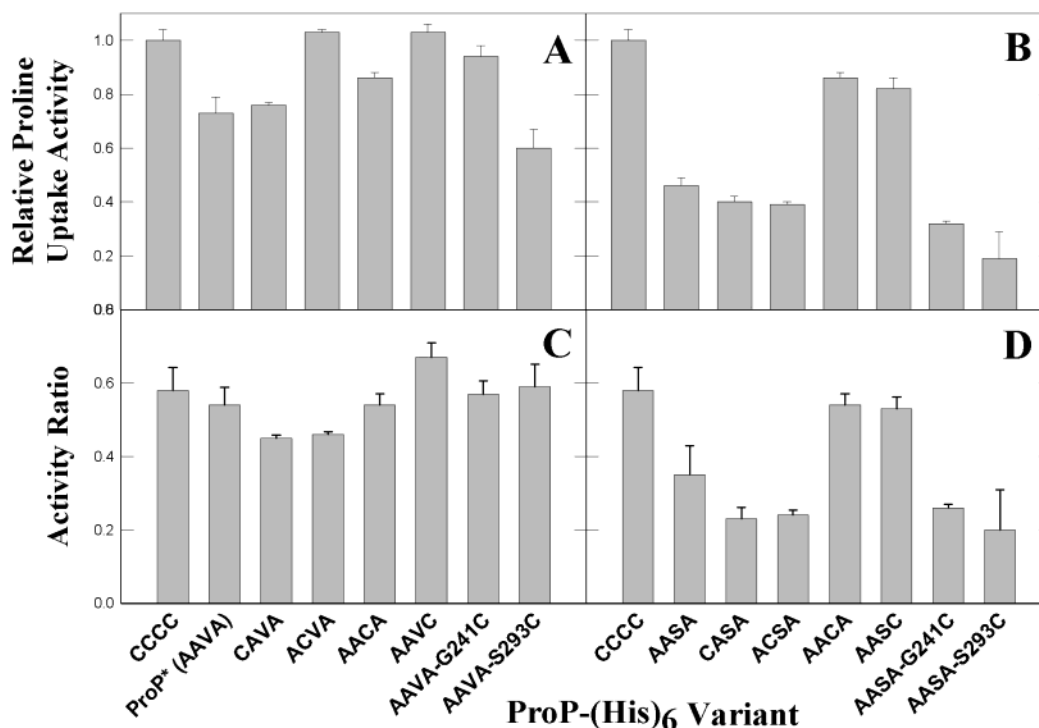 Relative Proline
Uptake Activity
1.0
0.8
0.6
0.4
0.2
A
B
Activity Ratio
0.6
0.4
0.2
0.0
C
D
CCCC
ProP* (AAVA)
CAVA
ACVA
AACA
AAVC
AAVA-G241C
AAVA-S293C
CCCC
AASA
CASA
ACSA
AACA
AASC
AASA-G241C
AASA-S293C
ProP-(His)6 Variant